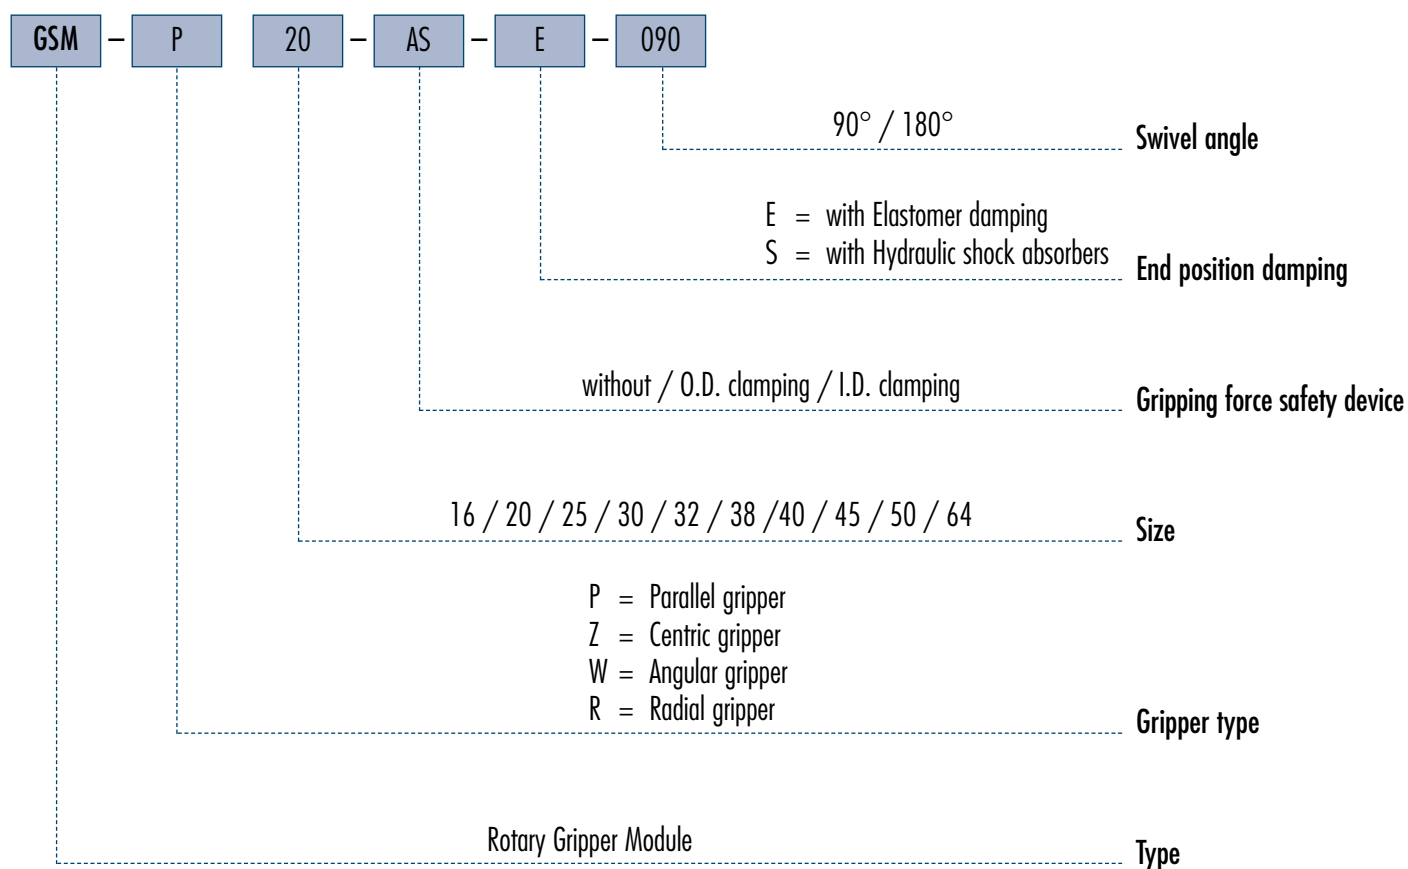 GSM – P 20 – AS – E – 090
90° / 180°
Swivel angle
E = with Elastomer damping
S = with Hydraulic shock absorbers
End position damping
without / O.D. clamping / I.D. clamping
Gripping force safety device
16 / 20 / 25 / 30 / 32 / 38 /40 / 45 / 50 / 64
Size
P = Parallel gripper
Z = Centric gripper
W = Angular gripper
R = Radial gripper
Gripper type
Rotary Gripper Module
Type